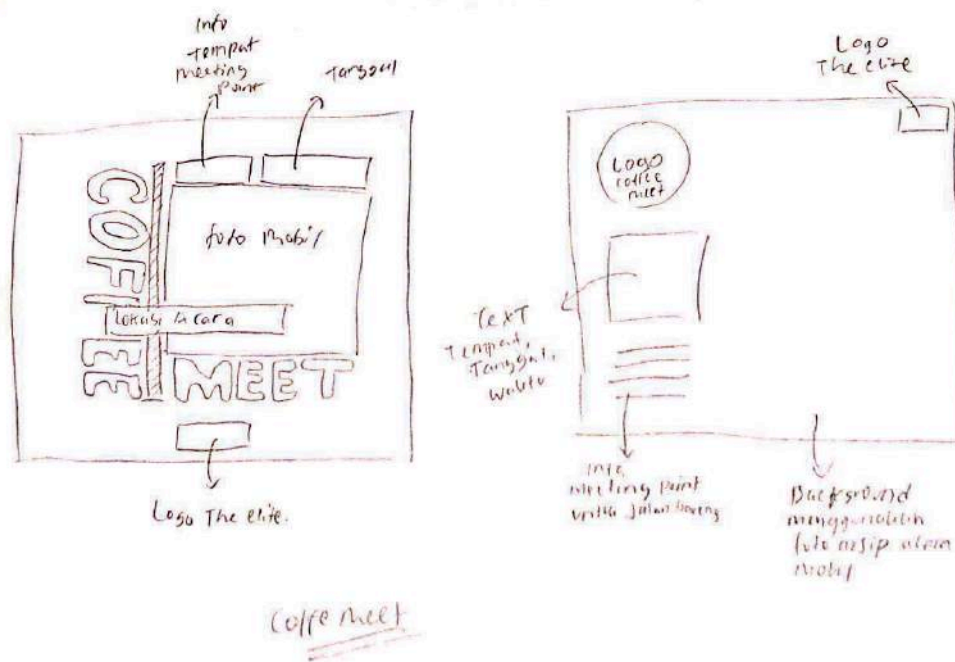 Info
Tempat
Meeting
Point
Tanggal
COFFEE
foto Mobil
Lokasi Acara
MEET
Logo The elite.
Logo
The elite
Logo
coffee
meet
Text
Tempat,
Tanggal,
waktu
Info
Meeting Point
untuk jalan bareng
Background
menggunakan
foto arsip
mobil
Coffe Meet